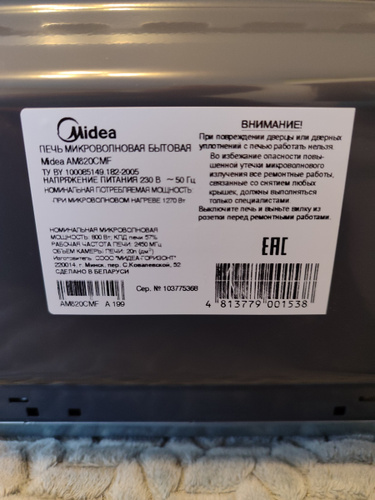 Midea
ПЕЧЬ МИКРОВОЛНОВАЯ БЫТОВАЯ
Midea AM820CMF
ТУ BY 100085149.182-2005
НАПРЯЖЕНИЕ ПИТАНИЯ 230 В ~ 50 Гц
НОМИНАЛЬНАЯ ПОТРЕБЛЯЕМАЯ МОЩНОСТЬ:
ПРИ МИКРОВОЛНОВОМ НАГРЕВЕ 1270 Вт
НОМИНАЛЬНАЯ МИКРОВОЛНОВАЯ
МОЩНОСТЬ: 800 Вт, КПД печи 57%
РАБОЧАЯ ЧАСТОТА ПЕЧИ: 2450 МГц
ОБЪЕМ КАМЕРЫ ПЕЧИ: 20л (дм³)
Изготовитель: СООО "МИДЕА-ГОРИЗОНТ"
220014, г. Минск, пер. С.Ковалевской, 52
СДЕЛАНО В БЕЛАРУСИ
AM820CMF A 199
Сер. № 103775368
ВНИМАНИЕ!
При повреждении дверцы или дверных
уплотнений с печью работать нельзя.
Во избежание опасности повы-
шенной утечки микроволнового
излучения все ремонтные работы,
связанные со снятием любых
крышек, должны выполняться
только специалистами.
Выключите печь и выньте вилку из
розетки перед ремонтными работами.
EAC
4 813779 001538